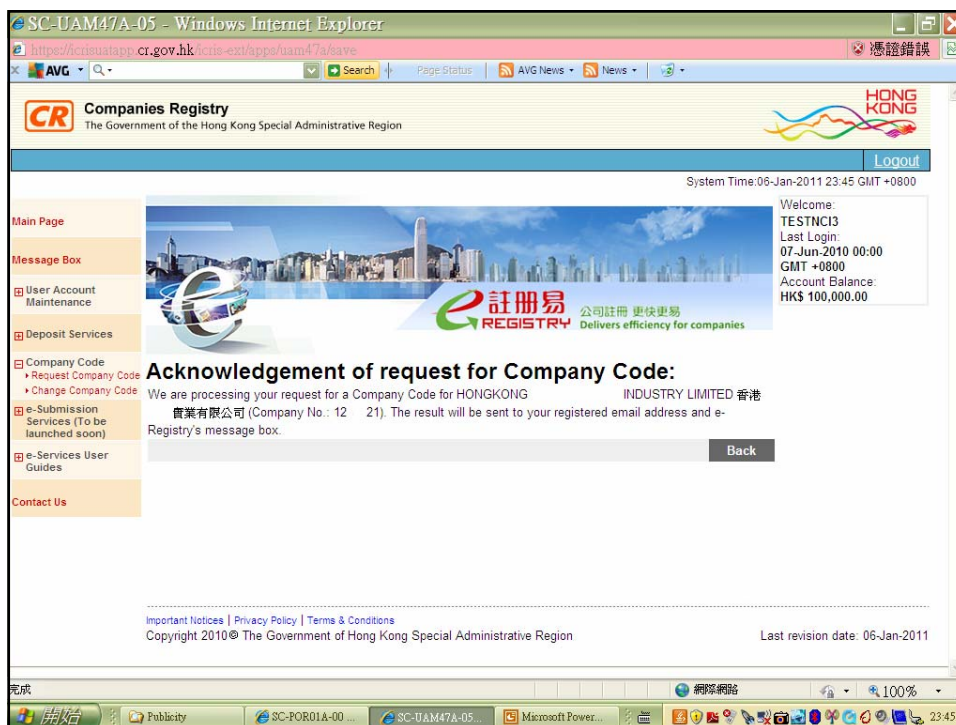 SC-UAM47A-05 - Windows Internet Explorer
https://icrisuatapp.cr.gov.hk/icris-ext/apps/uam47a/save
憑證錯誤
AVG
Search
Page Status
AVG News
News
CR
Companies Registry
The Government of the Hong Kong Special Administrative Region
HONG
KONG
Logout
System Time:06-Jan-2011 23:45 GMT +0800
Main Page
Message Box
User Account
Maintenance
Deposit Services
Company Code
Request Company Code
Change Company Code
e-Submission
Services (To be
launched soon)
e-Services User
Guides
Contact Us
e 註冊易
REGISTRY
公司註冊 更快更易
Delivers efficiency for companies
Welcome:
TESTNCI3
Last Login:
07-Jun-2010 00:00
GMT +0800
Account Balance:
HK$ 100,000.00
Acknowledgement of request for Company Code:
We are processing your request for a Company Code for HONGKONG INDUSTRY LIMITED 香港
實業有限公司 (Company No.: 12 21). The result will be sent to your registered email address and e-
Registry's message box.
Back
Important Notices | Privacy Policy | Terms & Conditions
Copyright 2010© The Government of Hong Kong Special Administrative Region
Last revision date: 06-Jan-2011
完成
網際網路
100%
開始
Publicity
SC-POR01A-00 ...
SC-UAM47A-05...
Microsoft Power...
23:45